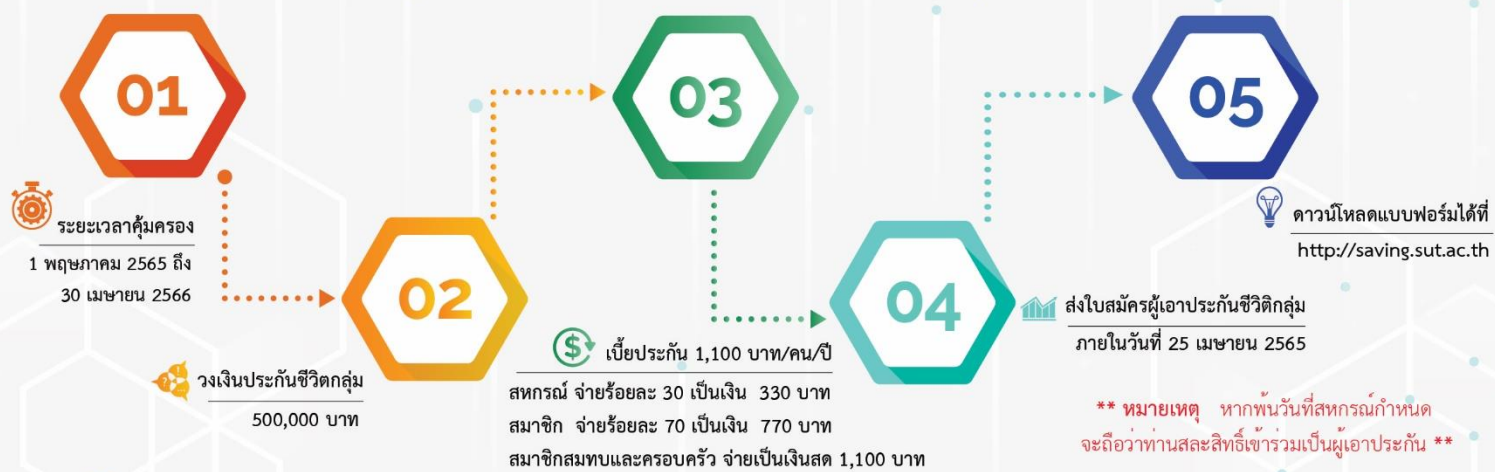 01
ระยะเวลาคุ้มครอง
1 พฤษภาคม 2565 ถึง
30 เมษายน 2566
02
วงเงินประกันชีวิตกลุ่ม
500,000 บาท
03
$
เบี้ยประกัน 1,100 บาท/คน/ปี
สหกรณ์ จ่ายร้อยละ 30 เป็นเงิน 330 บาท
สมาชิก จ่ายร้อยละ 70 เป็นเงิน 770 บาท
สมาชิกสมทบและครอบครัว จ่ายเป็นเงินสด 1,100 บาท
04
ส่งใบสมัครผู้เอาประกันชีวิติกลุ่ม
ภายในวันที่ 25 เมษายน 2565
05
ดาวน์โหลดแบบฟอร์มได้ที่
http://saving.sut.ac.th
** หมายเหตุ หากพ้นวันที่สหกรณ์กำหนด
จะถือว่าท่านสละสิทธิ์เข้าร่วมเป็นผู้เอาประกัน **